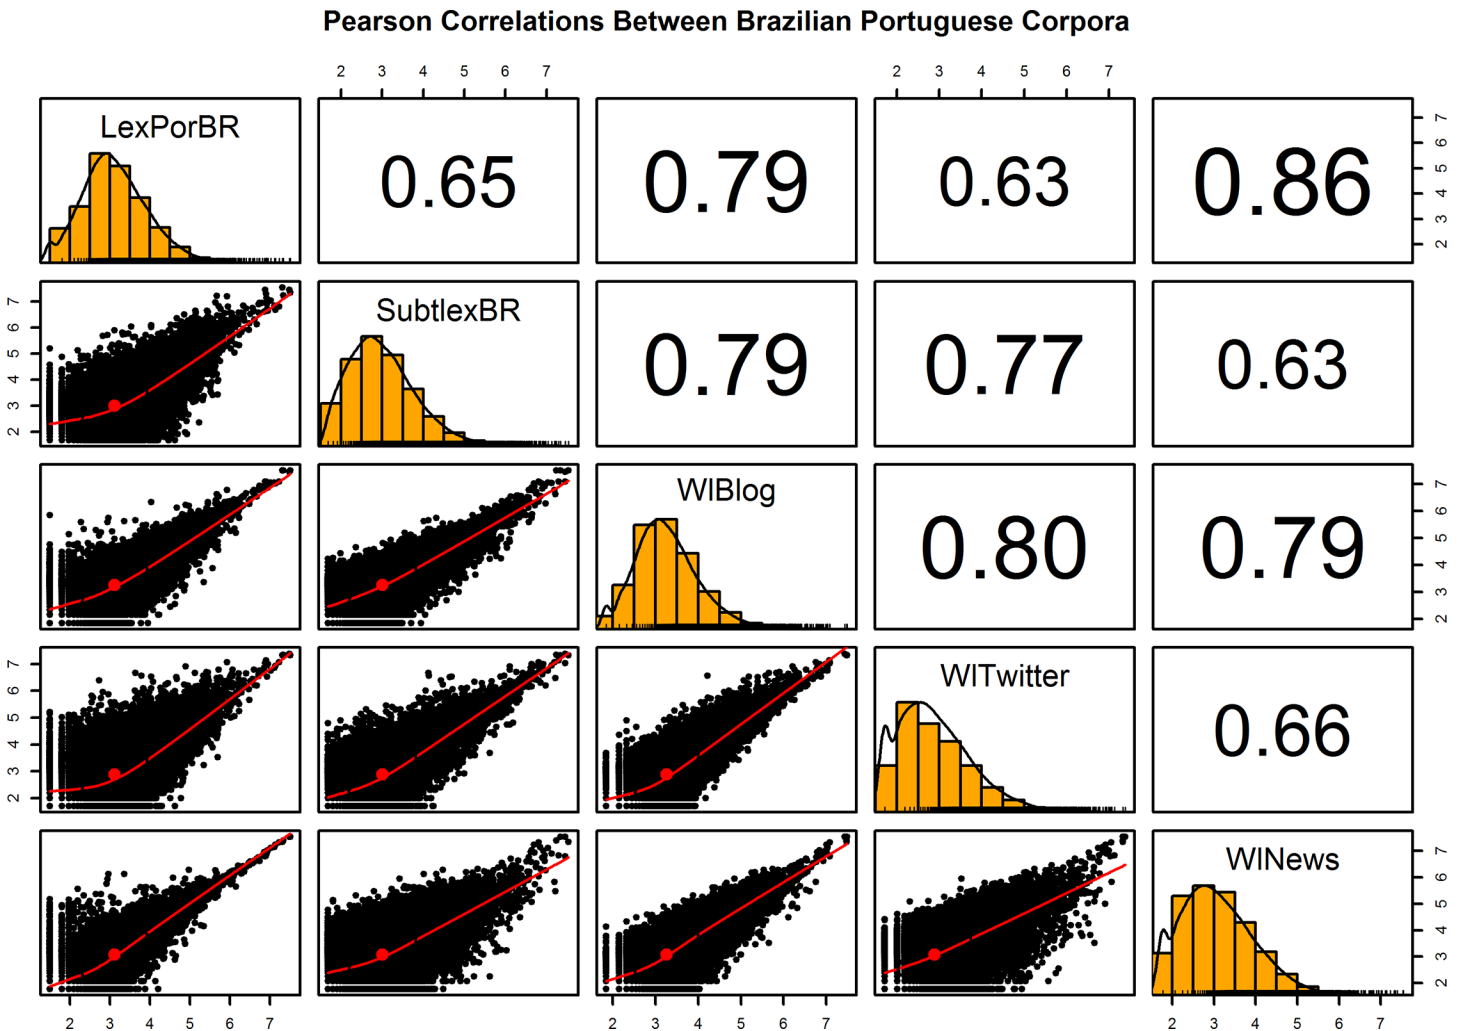 Pearson Correlations Between Brazilian Portuguese Corpora
2 3 4 5 6 7 2 3 4 5 6 7
LexPorBR 0.65 0.79 0.63 0.86
2 3 4 5 6 7
SubtlexBR 0.79 0.77 0.63
2 3 4 5 6 7
WIBlog 0.80 0.79
2 3 4 5 6 7
WITwitter 0.66
2 3 4 5 6 7
WINews
2 3 4 5 6 7
2 3 4 5 6 7 2 3 4 5 6 7 2 3 4 5 6 7